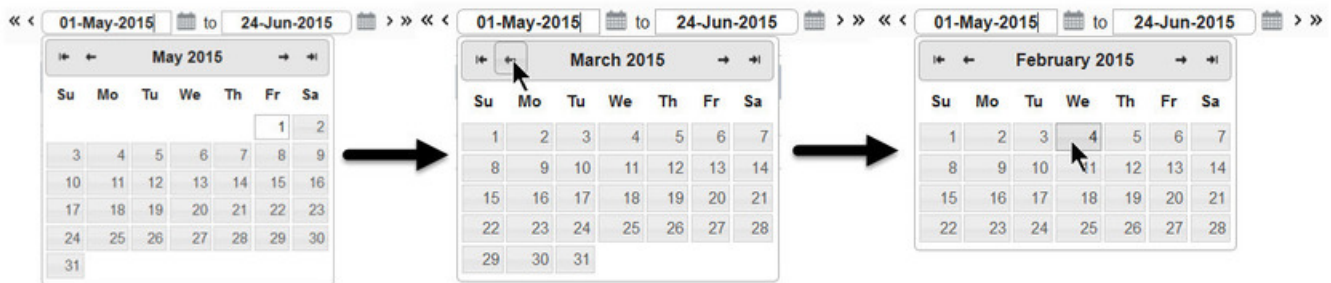 « < 01-May-2015 to 24-Jun-2015 > »
May 2015
Su Mo Tu We Th Fr Sa
1 2
3 4 5 6 7 8 9
10 11 12 13 14 15 16
17 18 19 20 21 22 23
24 25 26 27 28 29 30
31
« < 01-May-2015 to 24-Jun-2015 > »
March 2015
Su Mo Tu We Th Fr Sa
1 2 3 4 5 6 7
8 9 10 11 12 13 14
15 16 17 18 19 20 21
22 23 24 25 26 27 28
29 30 31
« < 01-May-2015 to 24-Jun-2015 > »
February 2015
Su Mo Tu We Th Fr Sa
1 2 3 4 5 6 7
8 9 10 11 12 13 14
15 16 17 18 19 20 21
22 23 24 25 26 27 28